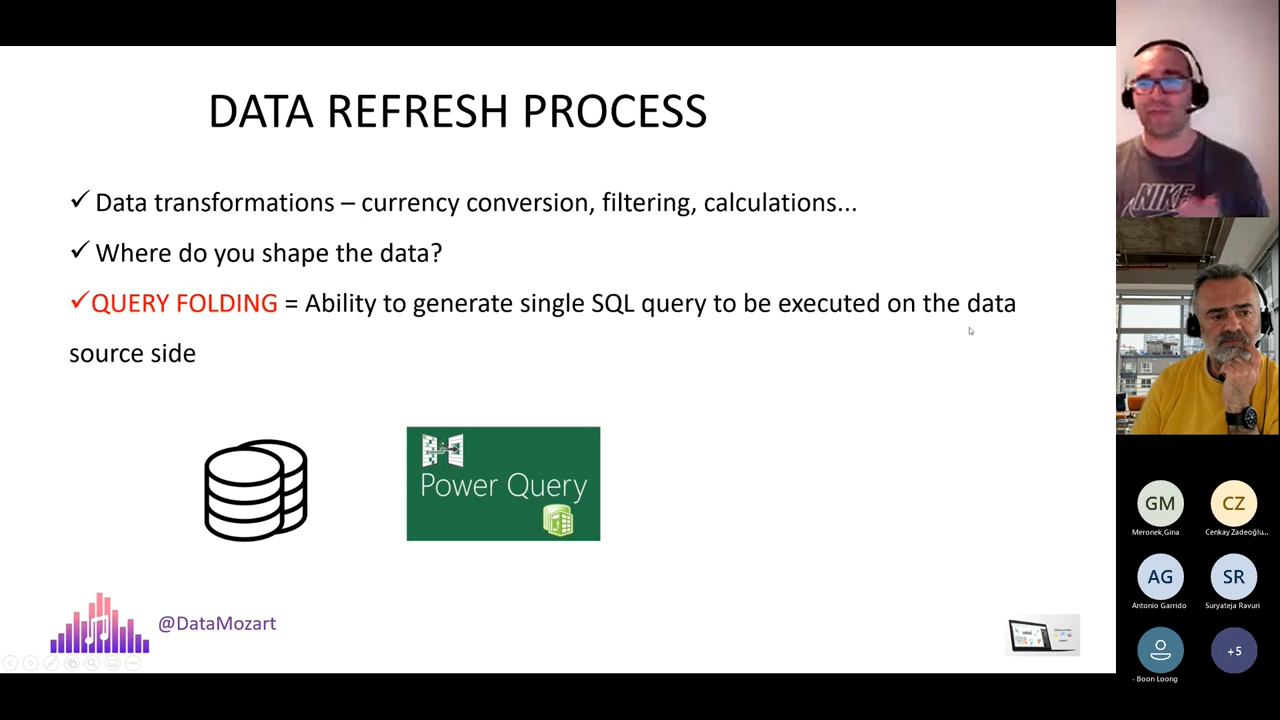 DATA REFRESH PROCESS
✓ Data transformations – currency conversion, filtering, calculations...
✓ Where do you shape the data?
✓QUERY FOLDING = Ability to generate single SQL query to be executed on the data
source side
Power Query
@DataMozart
NIKE
GM
CZ
Meronek,Gina
Cenkay Zadeoğlu...
AG
SR
Antonio Garrido
Suryateja Ravuri
+5
- Boon Loong